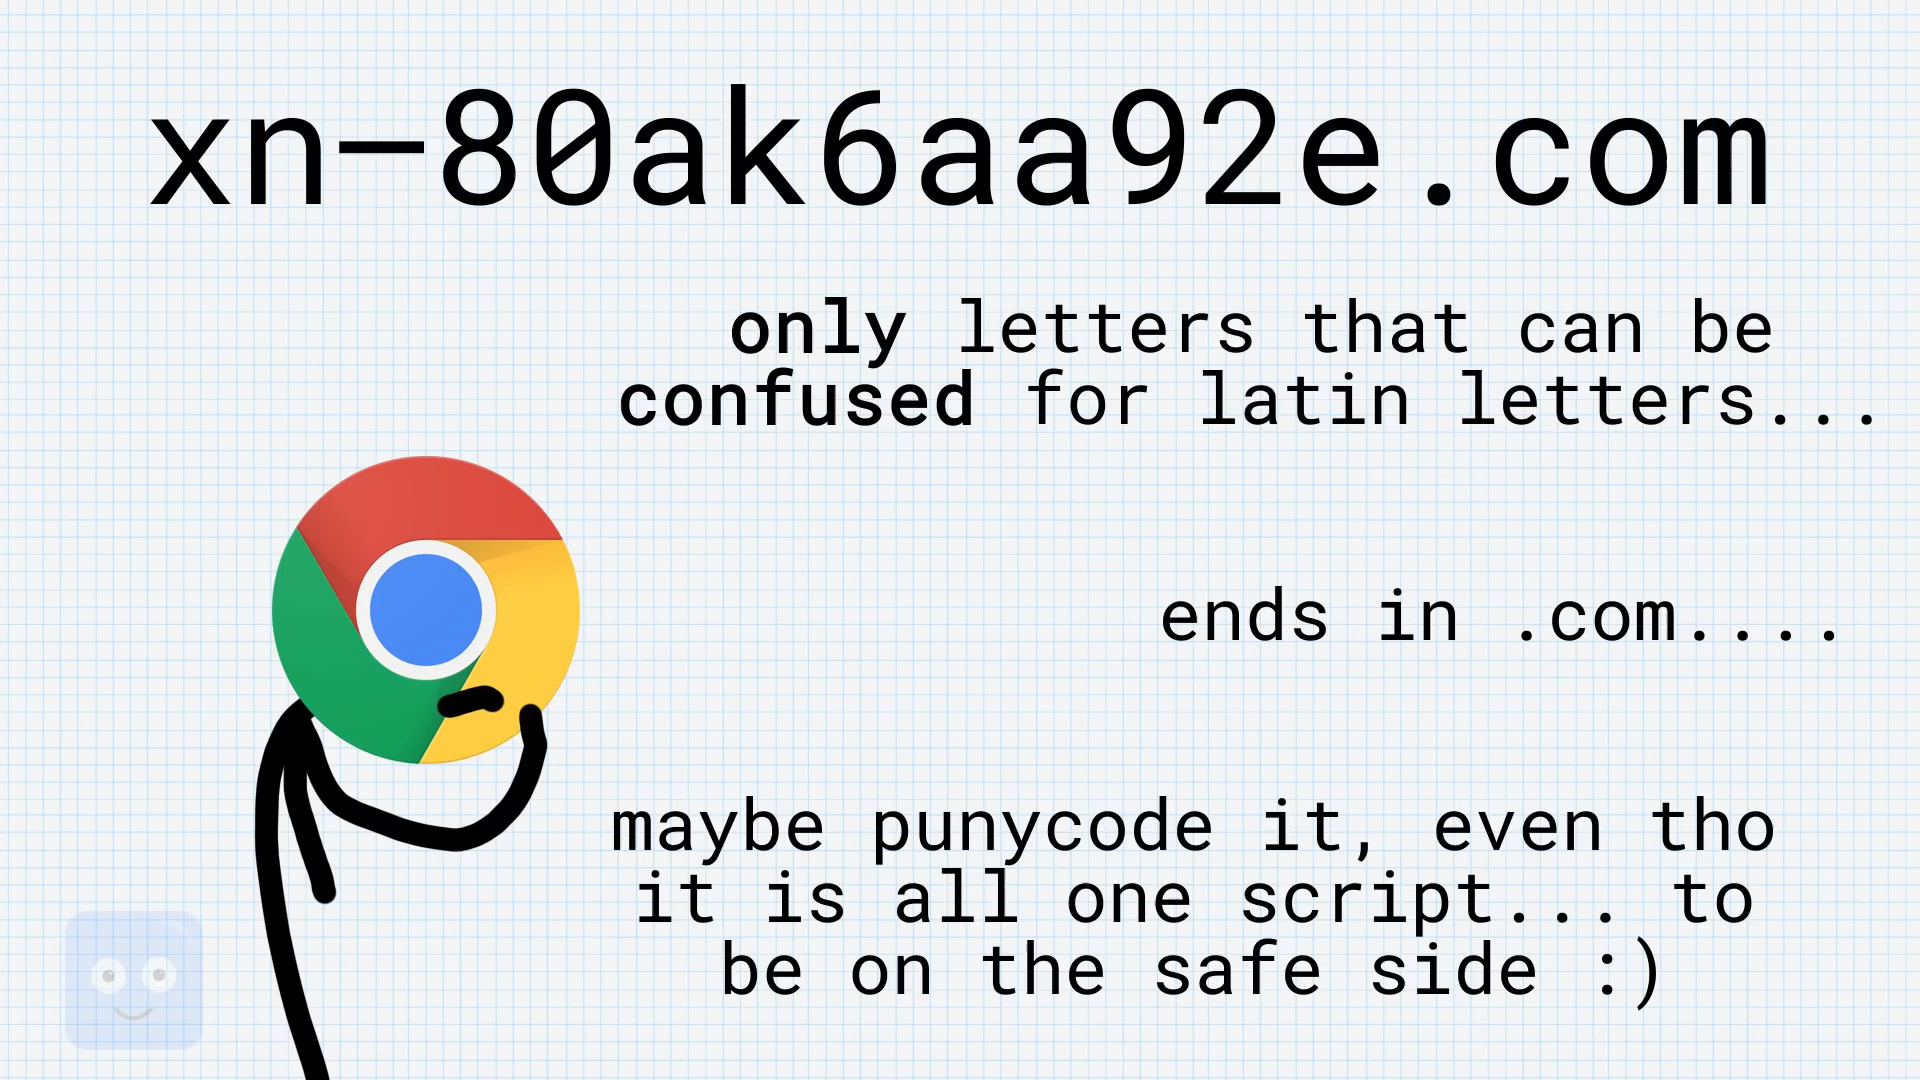 xn—80ak6aa92e.com
only letters that can be
confused for latin letters...
ends in .com....
maybe punycode it, even tho
it is all one script... to
be on the safe side :)